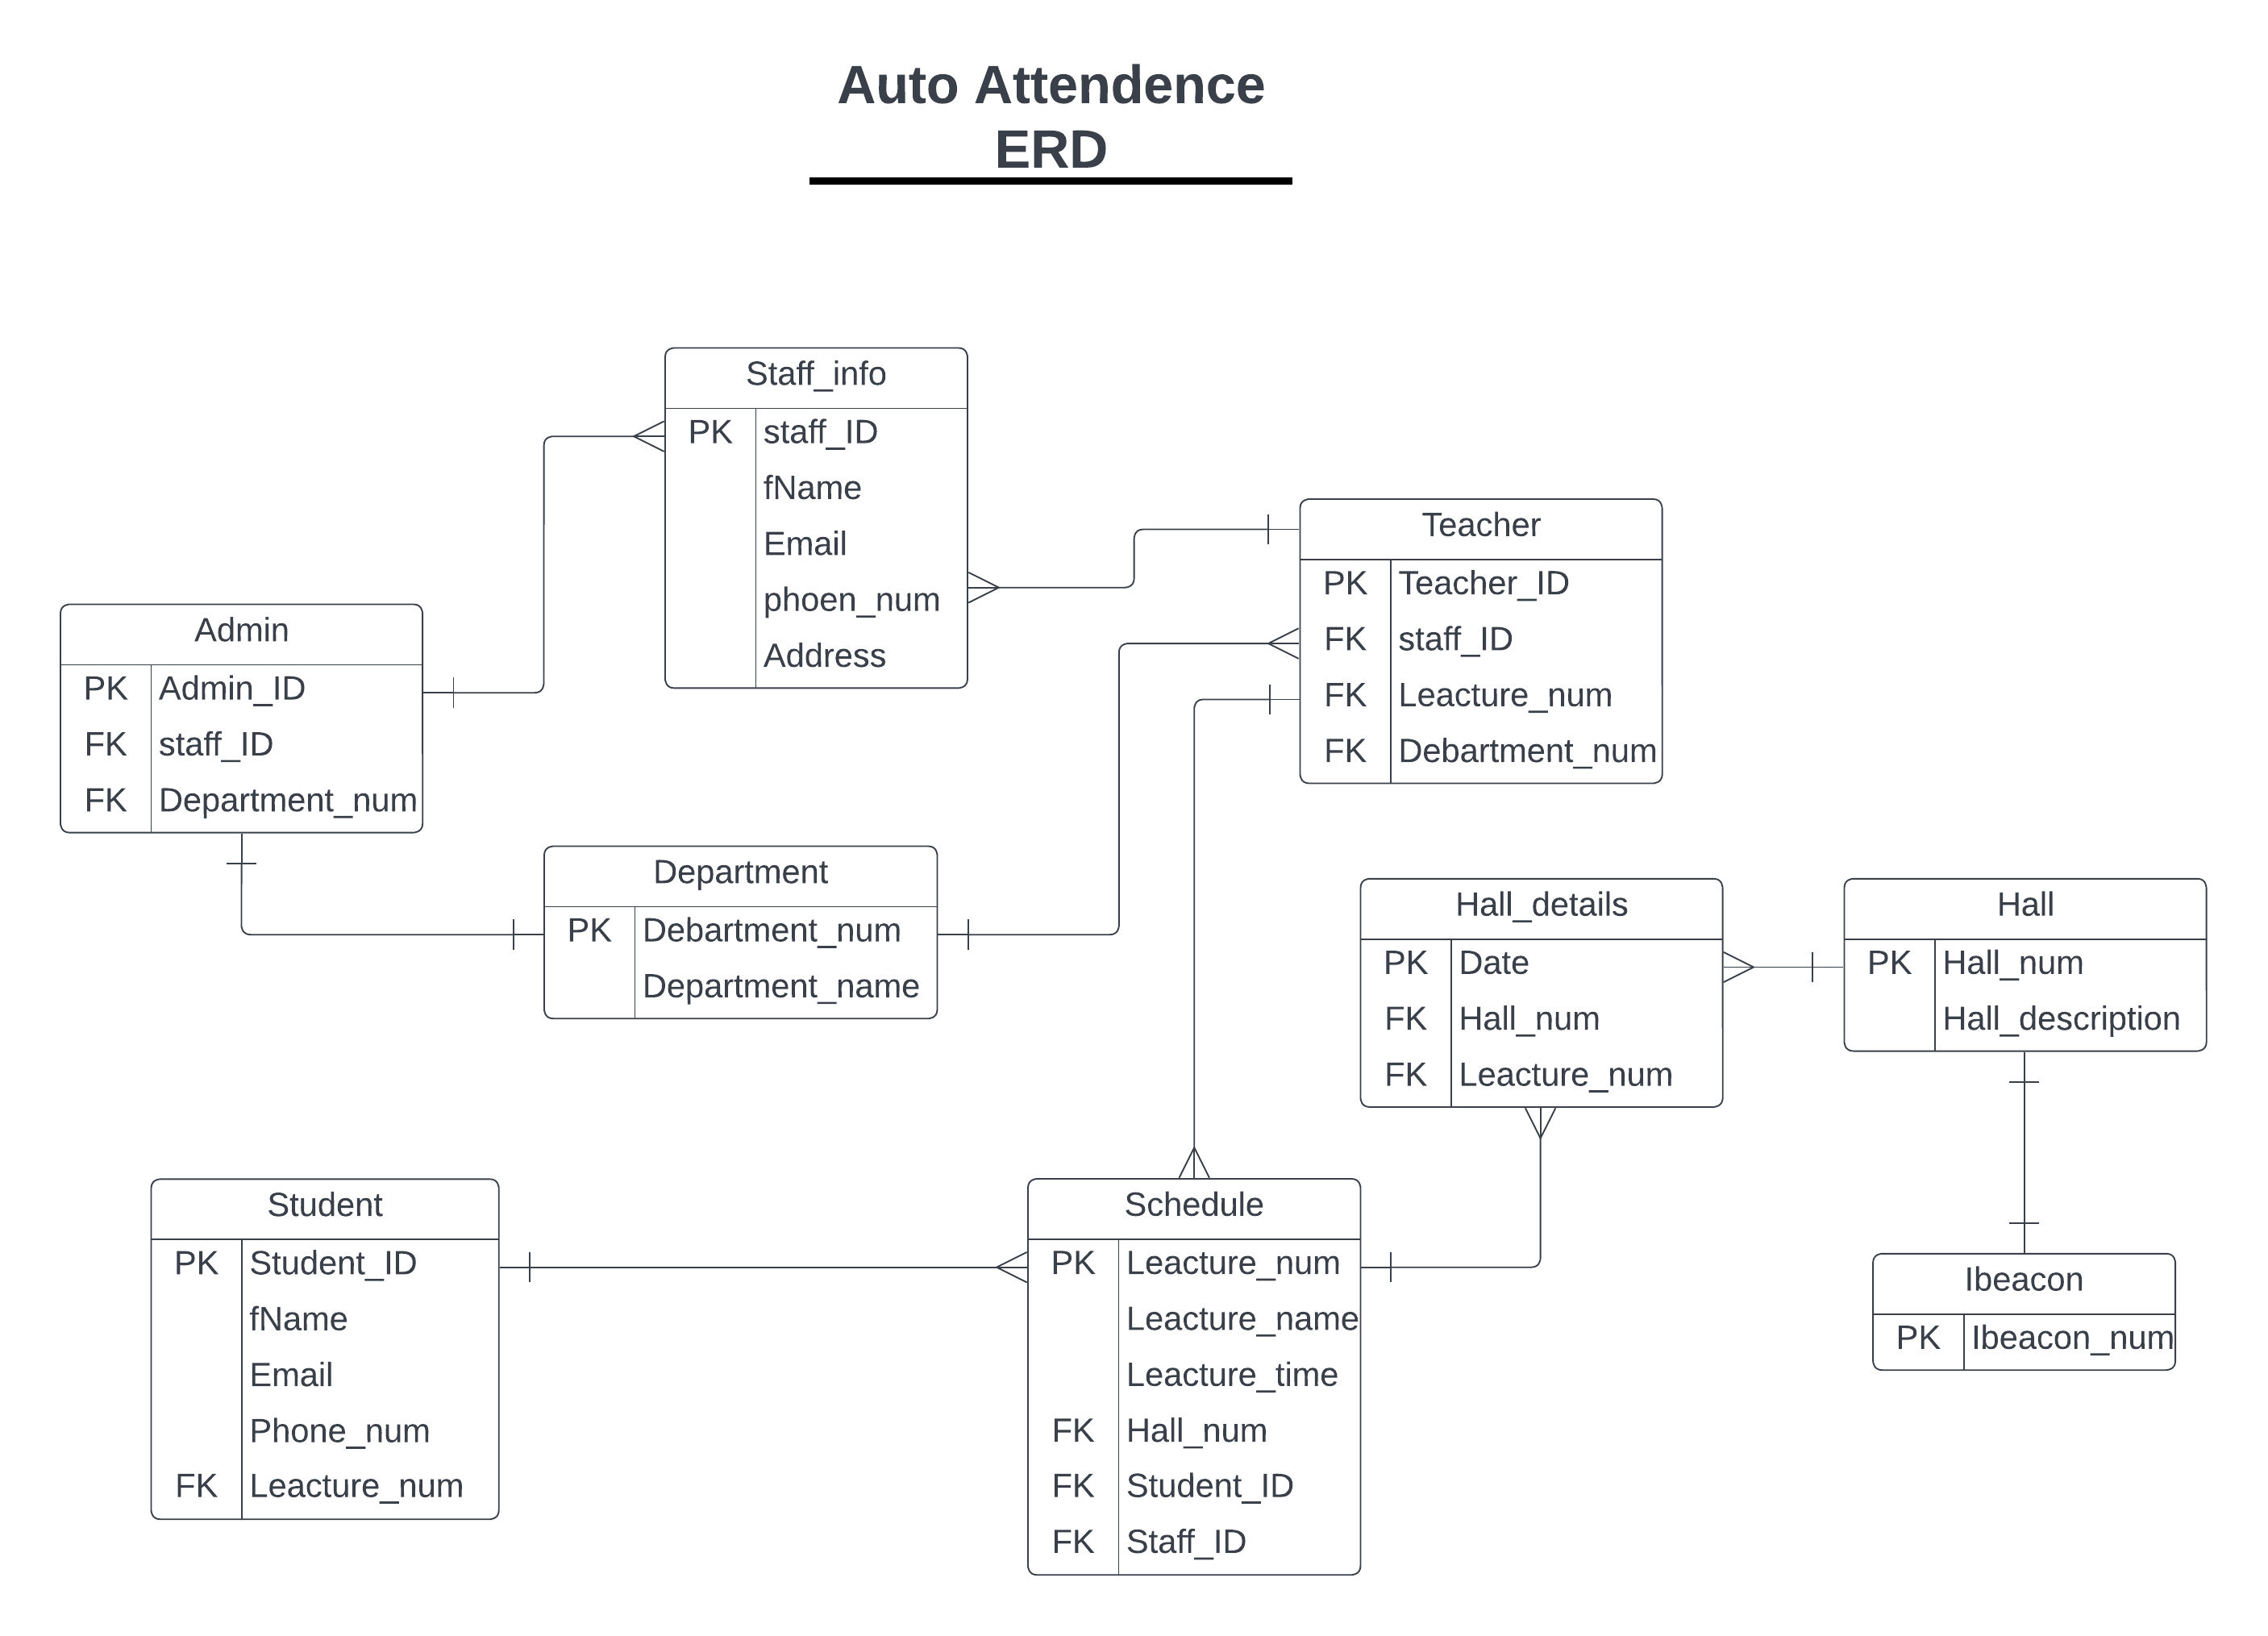 Auto Attendence
ERD
Staff_info
PK staff_ID
fName
Email
phoen_num
Address
Teacher
PK Teacher_ID
FK staff_ID
FK Leacture_num
FK Debartment_num
Admin
PK Admin_ID
FK staff_ID
FK Department_num
Department
PK Debartment_num
Department_name
Hall_details
PK Date
FK Hall_num
FK Leacture_num
Hall
PK Hall_num
Hall_description
Student
PK Student_ID
fName
Email
Phone_num
FK Leacture_num
Schedule
PK Leacture_num
Leacture_name
Leacture_time
FK Hall_num
FK Student_ID
FK Staff_ID
Ibeacon
PK Ibeacon_num